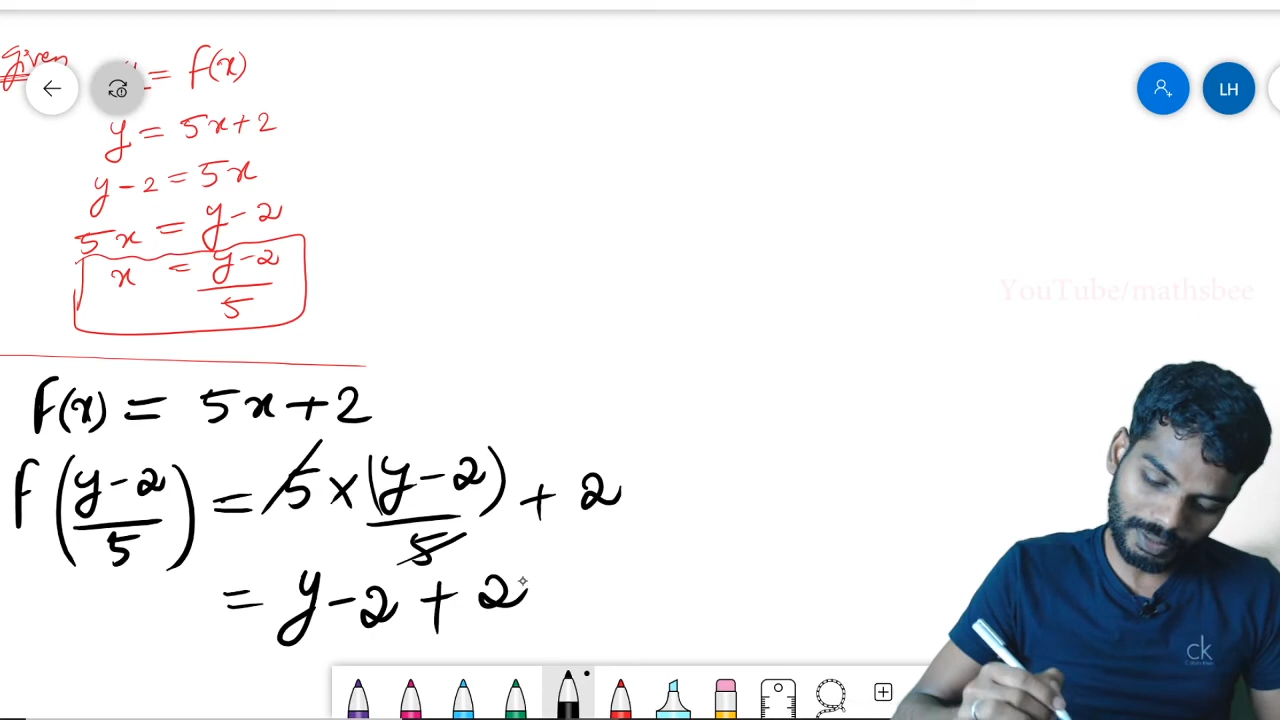 given
= f(x)
y = 5x+2
y-2 = 5x
5x = y-2
x = y-2/5
f(x) = 5x+2
f(y-2/5) = 5×(y-2)/5 + 2
= y-2+2
LH
YouTube/mathsbee
ck